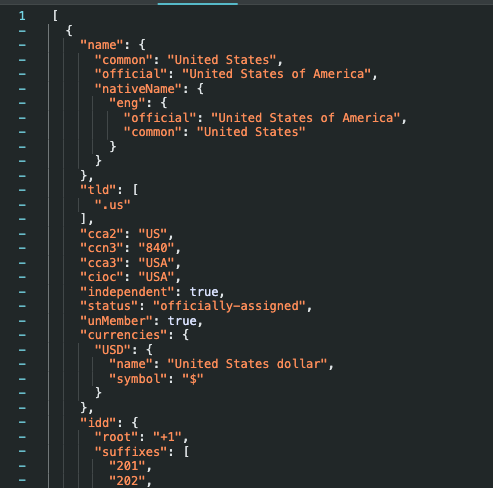 1 [
{
"name": {
"common": "United States",
"official": "United States of America",
"nativeName": {
"eng": {
"official": "United States of America",
"common": "United States"
}
}
},
"tld": [
".us"
],
"cca2": "US",
"ccn3": "840",
"cca3": "USA",
"cioc": "USA",
"independent": true,
"status": "officially-assigned",
"unMember": true,
"currencies": {
"USD": {
"name": "United States dollar",
"symbol": "$"
}
},
"idd": {
"root": "+1",
"suffixes": [
"201",
"202",